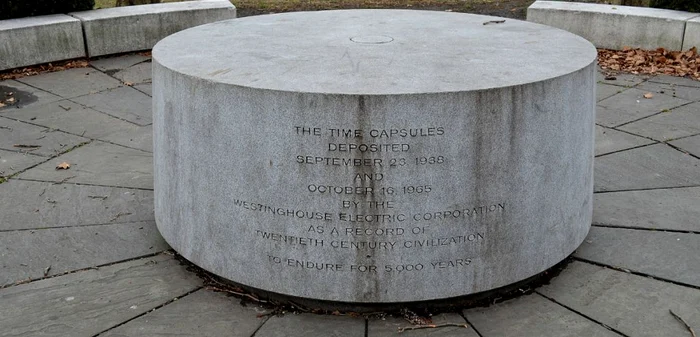 THE TIME CAPSULES
DEPOSITED
SEPTEMBER 23, 1938
AND
OCTOBER 16, 1965
BY THE
WESTINGHOUSE ELECTRIC CORPORATION
AS A RECORD OF
TWENTIETH CENTURY CIVILIZATION
TO ENDURE FOR 5,000 YEARS